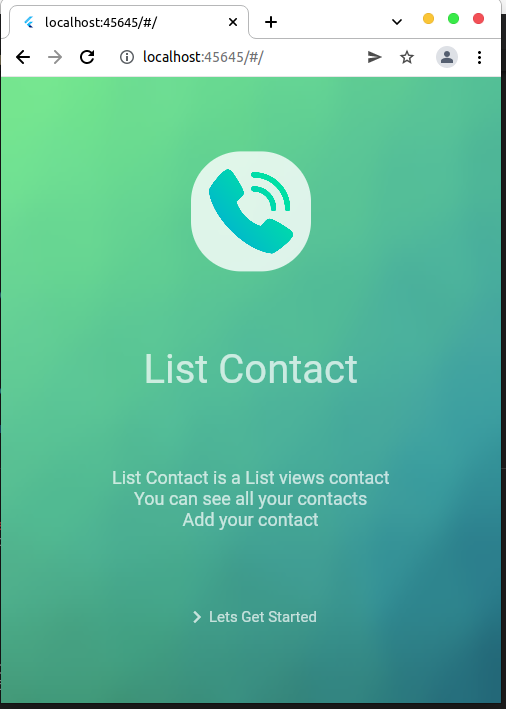 localhost:45645/#/
localhost:45645/#/
List Contact
List Contact is a List views contact
You can see all your contacts
Add your contact
Lets Get Started